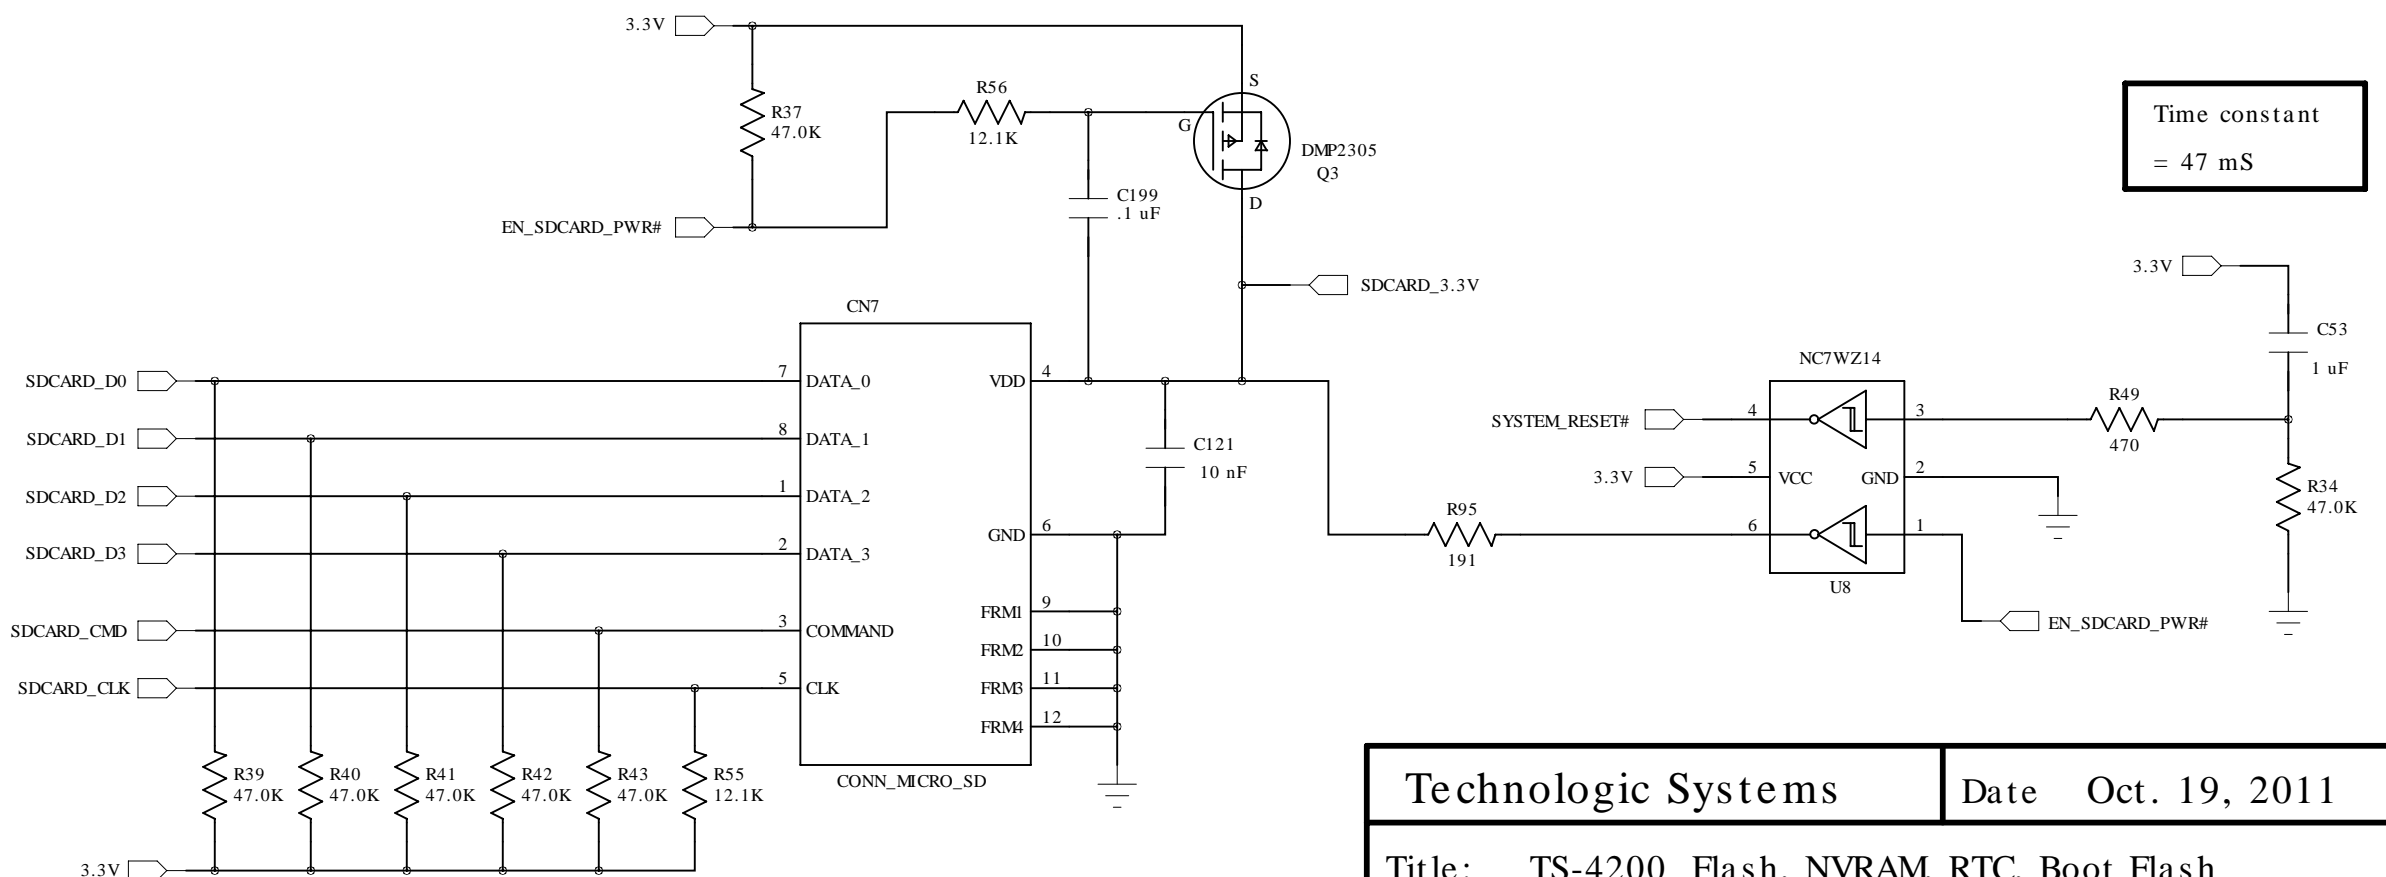 3.3V
R37
47.0K
EN_SDCARD_PWR#
R56
12.1K
C199
.1 uF
S
G
D
DMP2305
Q3
SDCARD_3.3V
Time constant
= 47 mS
CN7
SDCARD_D0
7
DATA_0
SDCARD_D1
8
DATA_1
SDCARD_D2
1
DATA_2
SDCARD_D3
2
DATA_3
SDCARD_CMD
3
COMMAND
SDCARD_CLK
5
CLK
VDD
4
GND
6
FRM1
9
FRM2
10
FRM3
11
FRM4
12
CONN_MICRO_SD
C121
10 nF
R39
47.0K
R40
47.0K
R41
47.0K
R42
47.0K
R43
47.0K
R55
12.1K
3.3V
R95
191
NC7WZ14
SYSTEM_RESET#
4
3
3.3V
5
VCC
GND
2
6
1
U8
EN_SDCARD_PWR#
R49
470
3.3V
C53
1 uF
R34
47.0K
Technologic Systems
Date Oct. 19, 2011
Title: TS-4200 Flash, NVRAM, RTC, Boot Flash